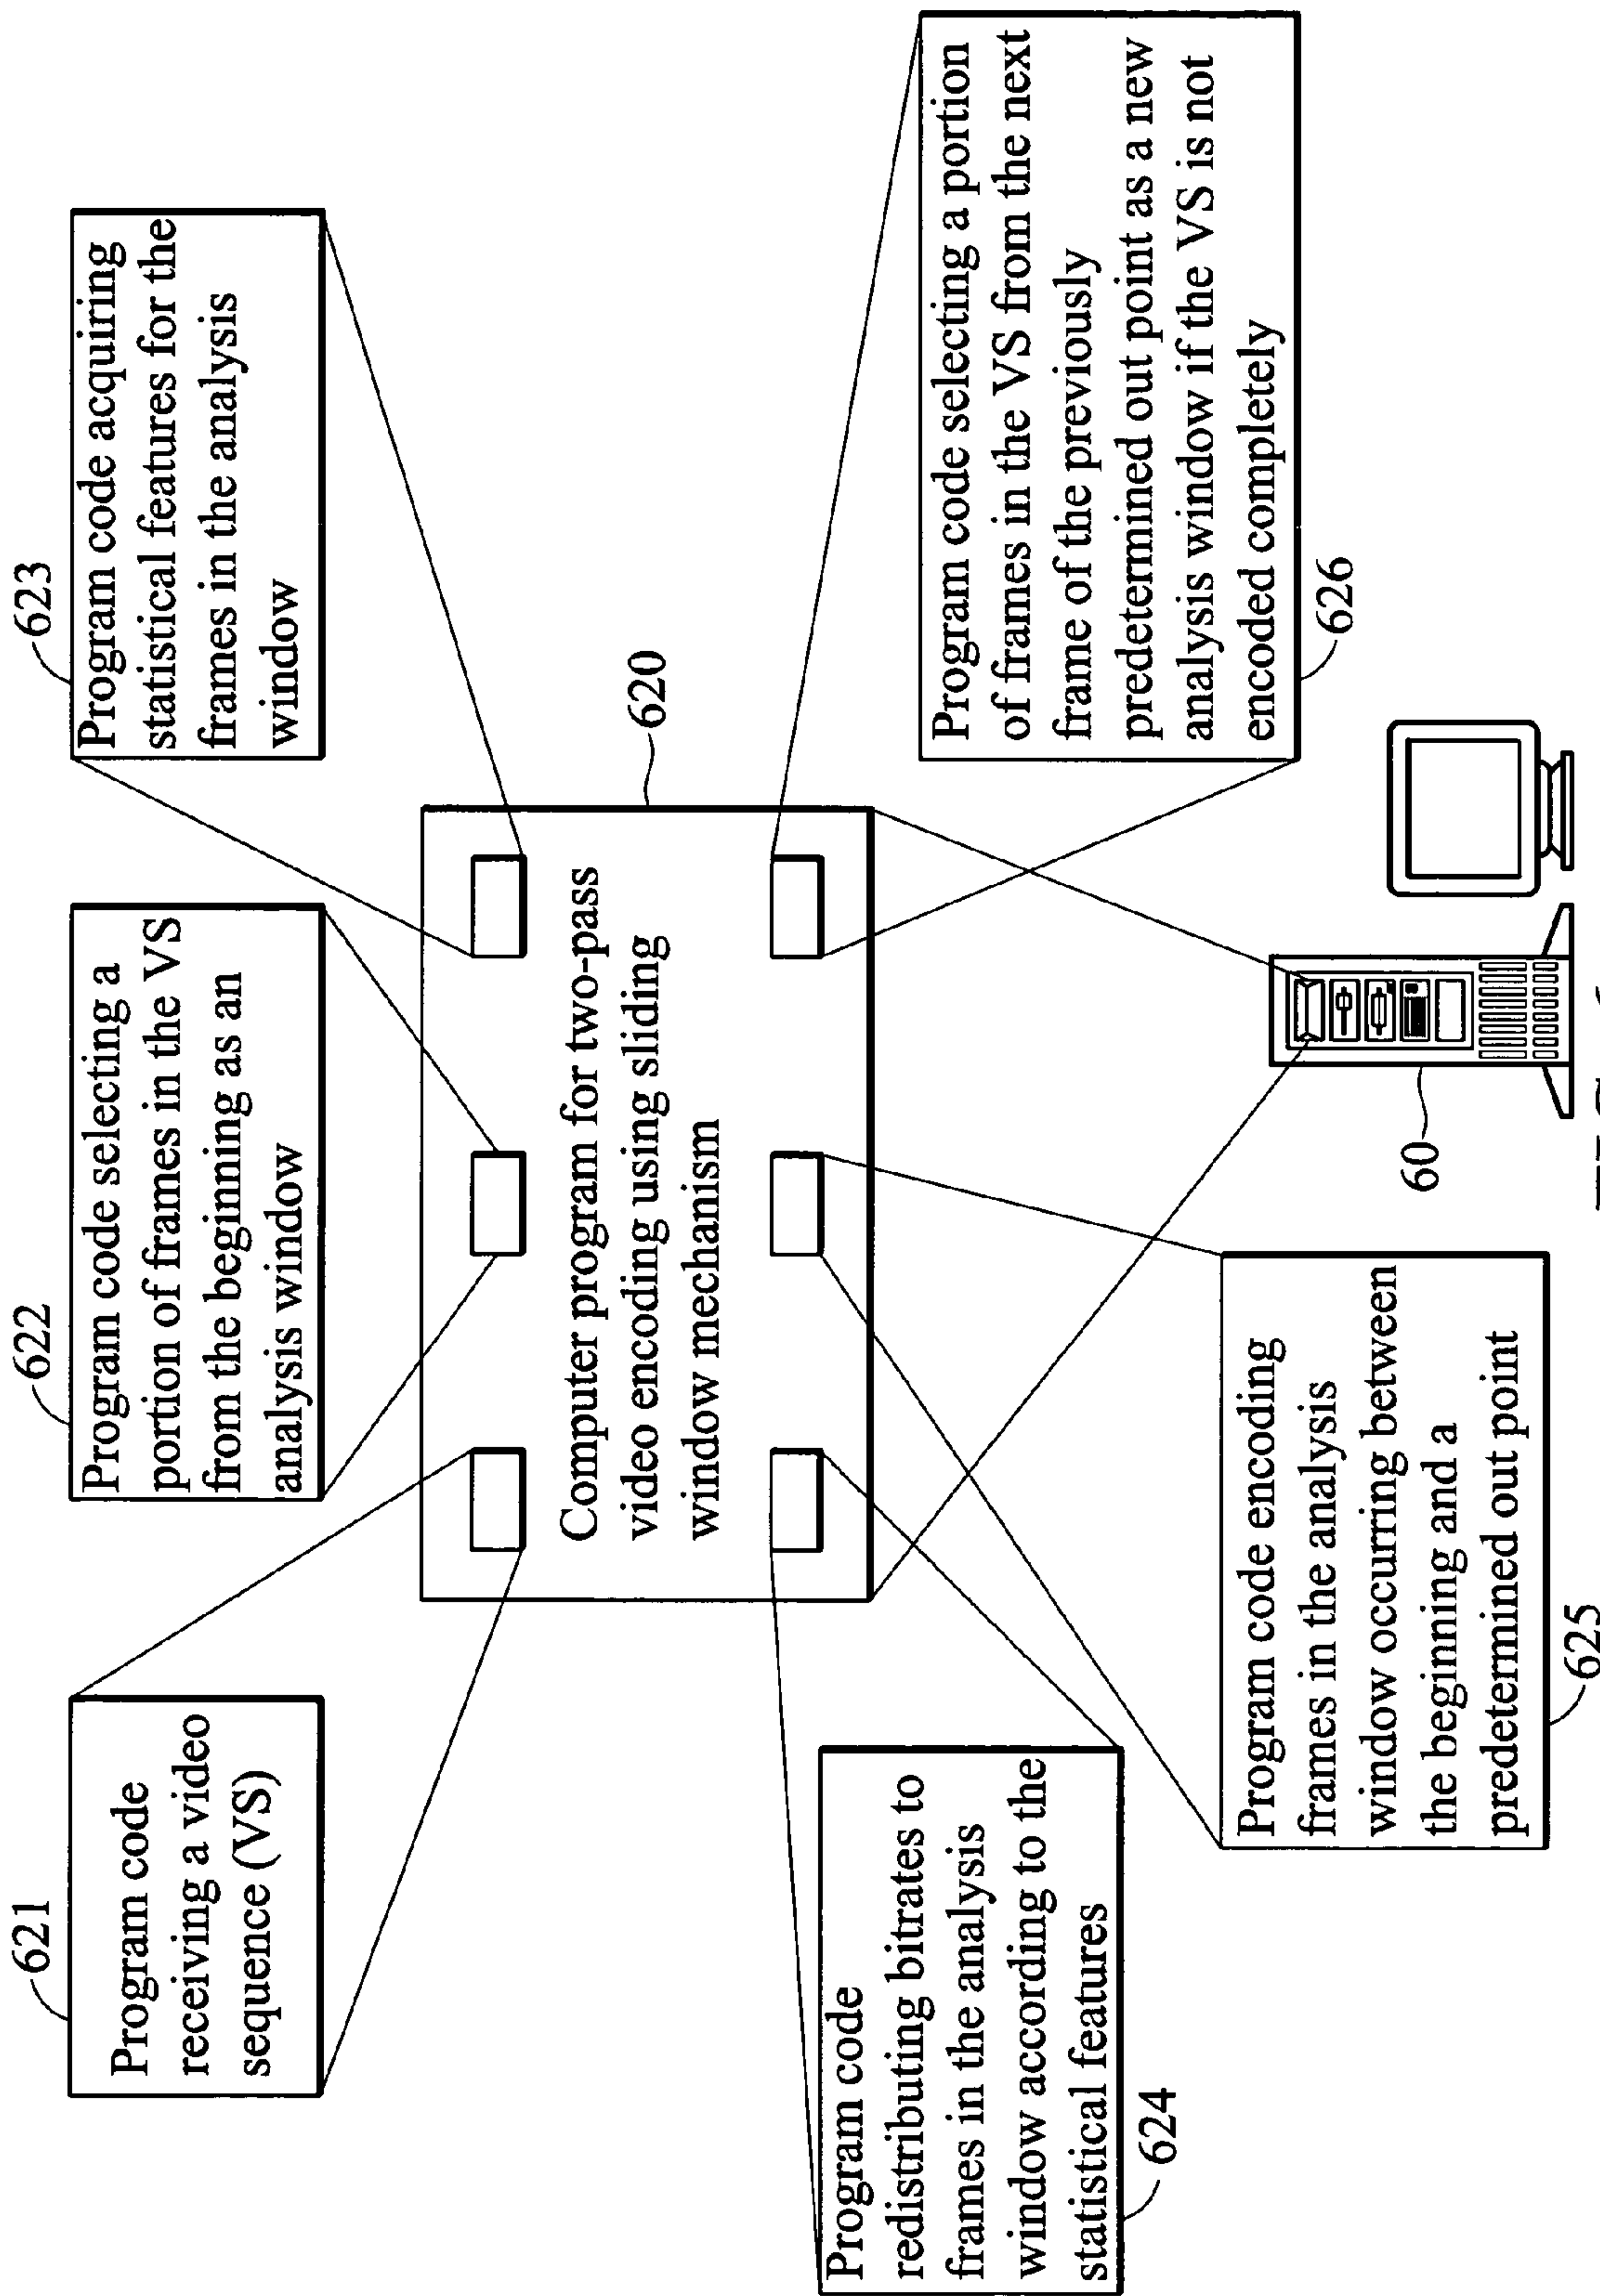 621
Program code
receiving a video
sequence (VS)
622
Program code selecting a
portion of frames in the VS
from the beginning as an
analysis window
623
Program code acquiring
statistical features for the
frames in the analysis
window
620
Computer program for two-pass
video encoding using sliding
window mechanism
Program code
redistributing bitrates to
frames in the analysis
window according to the
statistical features
624
Program code encoding
frames in the analysis
window occurring between
the beginning and a
predetermined out point
625
Program code selecting a portion
of frames in the VS from the next
frame of the previously
predetermined out point as a new
analysis window if the VS is not
encoded completely
626
60